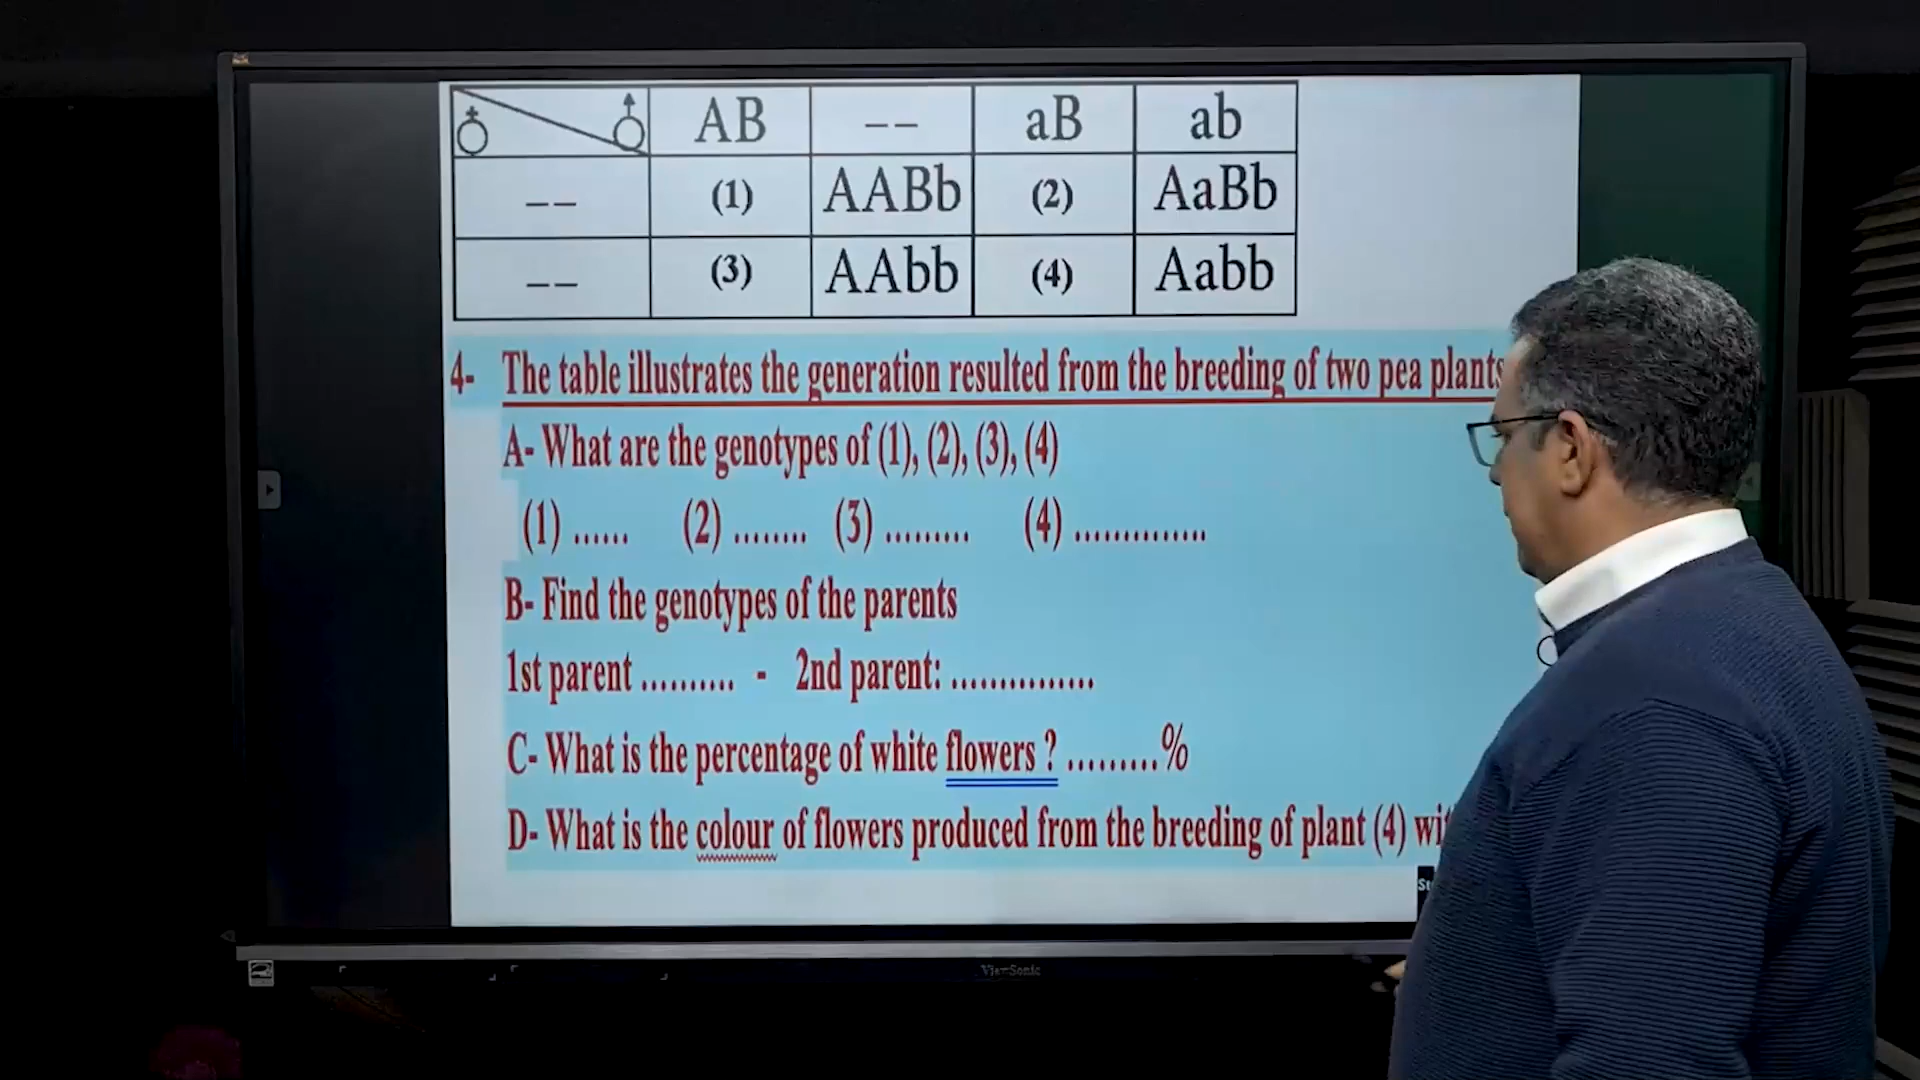 AB -- aB ab
-- (1) AABb (2) AaBb
-- (3) AAbb (4) Aabb
4- The table illustrates the generation resulted from the breeding of two pea plants
A- What are the genotypes of (1), (2), (3), (4)
(1) ...... (2) ........ (3) ......... (4) ..............
B- Find the genotypes of the parents
1st parent .......... - 2nd parent: ...............
C- What is the percentage of white flowers ? .........%
D- What is the colour of flowers produced from the breeding of plant (4)
ViewSonic